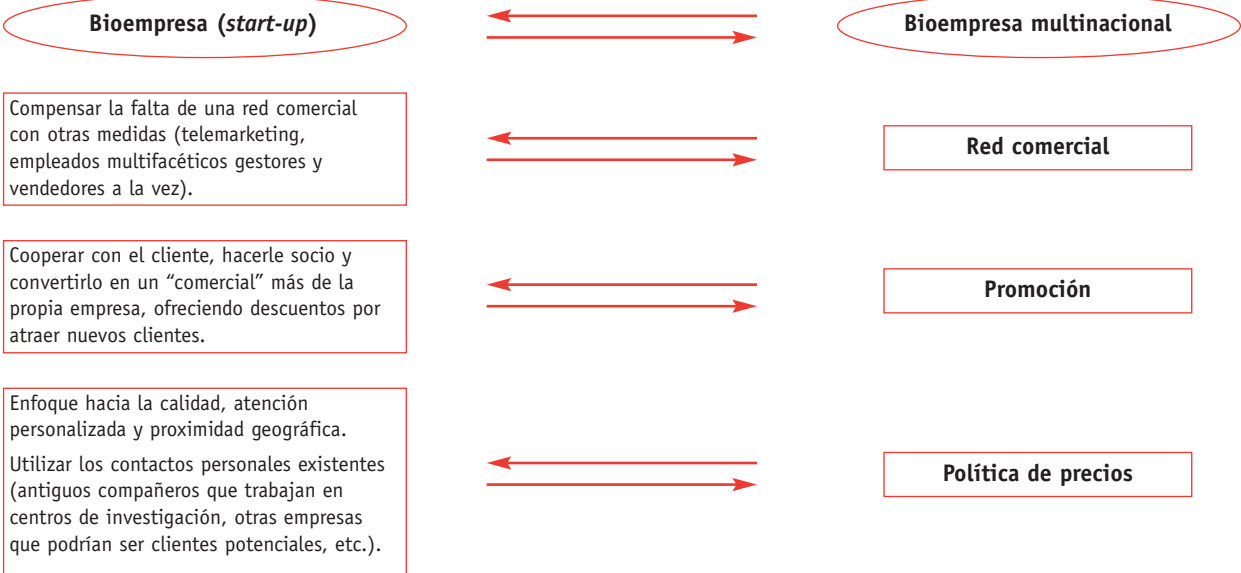 Bioempresa (start-up)
Bioempresa multinacional
Compensar la falta de una red comercial
con otras medidas (telemarketing,
empleados multifacéticos gestores y
vendedores a la vez).
Red comercial
Cooperar con el cliente, hacerle socio y
convertirlo en un “comercial” más de la
propia empresa, ofreciendo descuentos por
atraer nuevos clientes.
Promoción
Enfoque hacia la calidad, atención
personalizada y proximidad geográfica.
Utilizar los contactos personales existentes
(antiguos compañeros que trabajan en
centros de investigación, otras empresas
que podrían ser clientes potenciales, etc.).
Política de precios